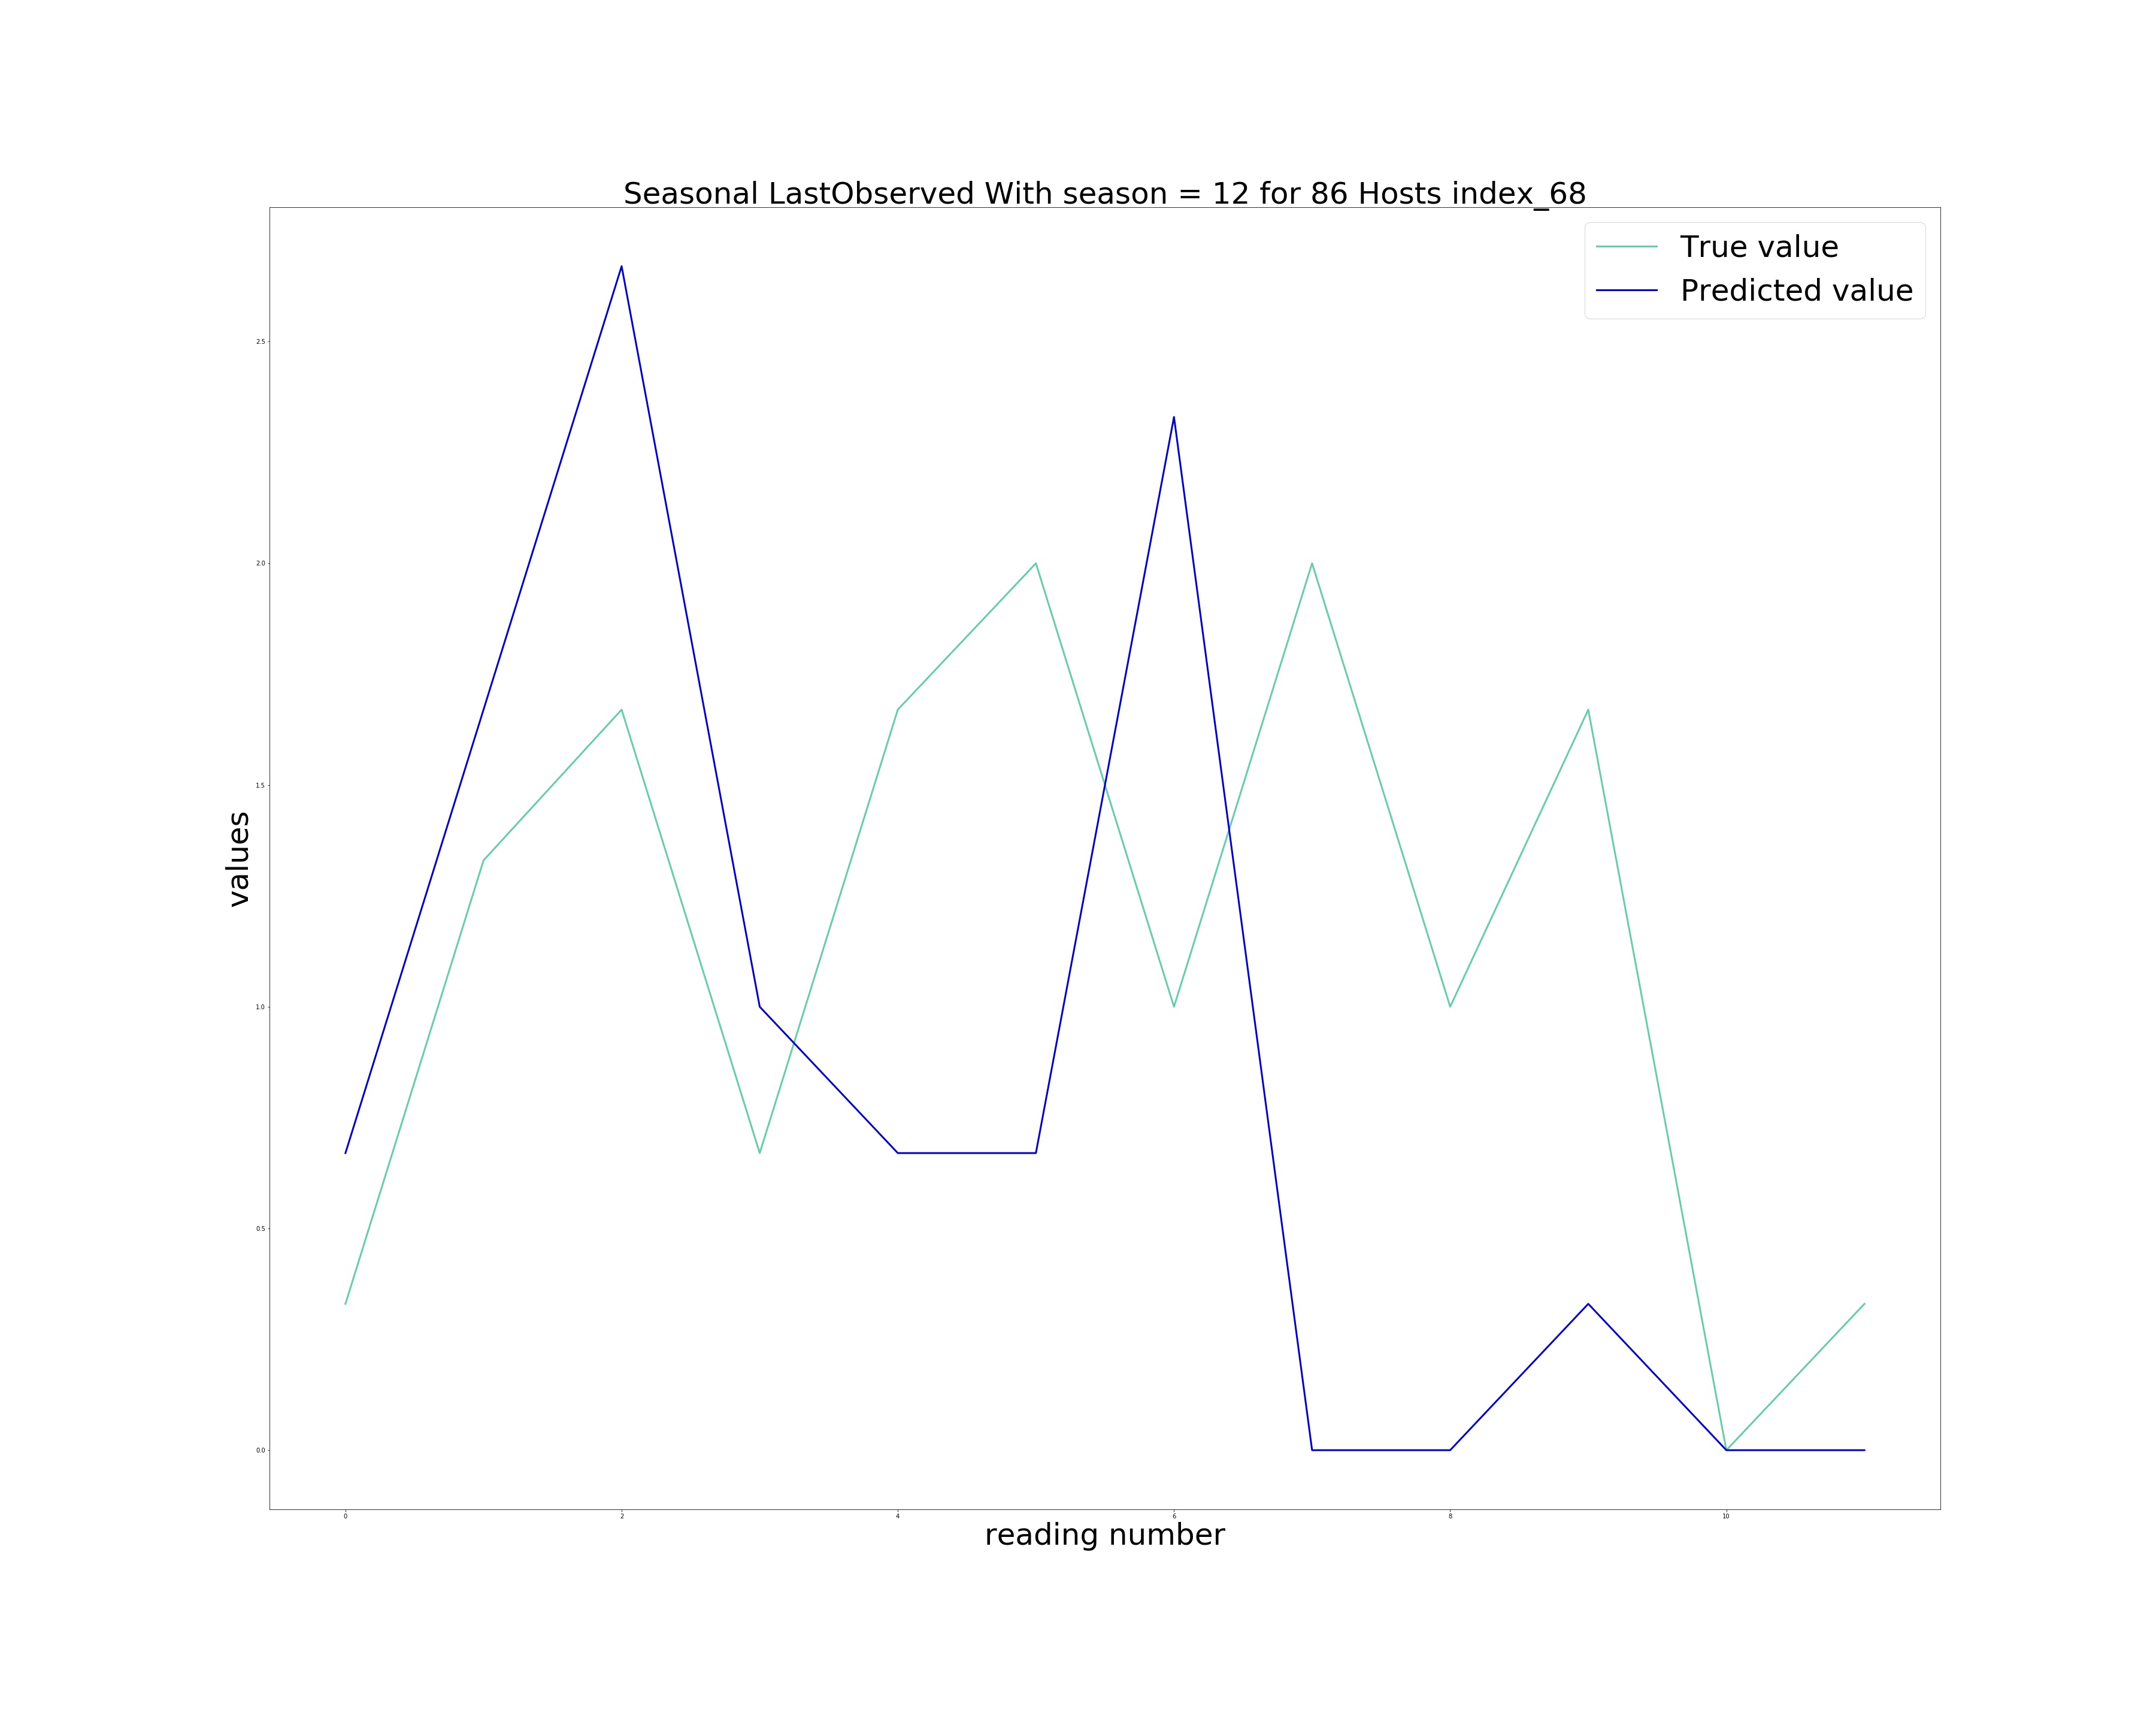 Seasonal LastObserved With season = 12 for 86 Hosts index_68
True value
Predicted value
2.5
2.0
1.5
1.0
0.5
0.0
values
0 2 4 6 8 10
reading number